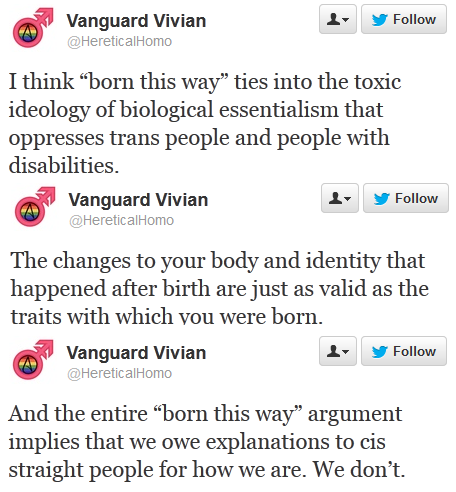 Vanguard Vivian
Follow
@HereticalHomo
I think “born this way” ties into the toxic
ideology of biological essentialism that
oppresses trans people and people with
disabilities.
Vanguard Vivian
Follow
@HereticalHomo
The changes to your body and identity that
happened after birth are just as valid as the
traits with which you were born.
Vanguard Vivian
Follow
@HereticalHomo
And the entire “born this way” argument
implies that we owe explanations to cis
straight people for how we are. We don’t.